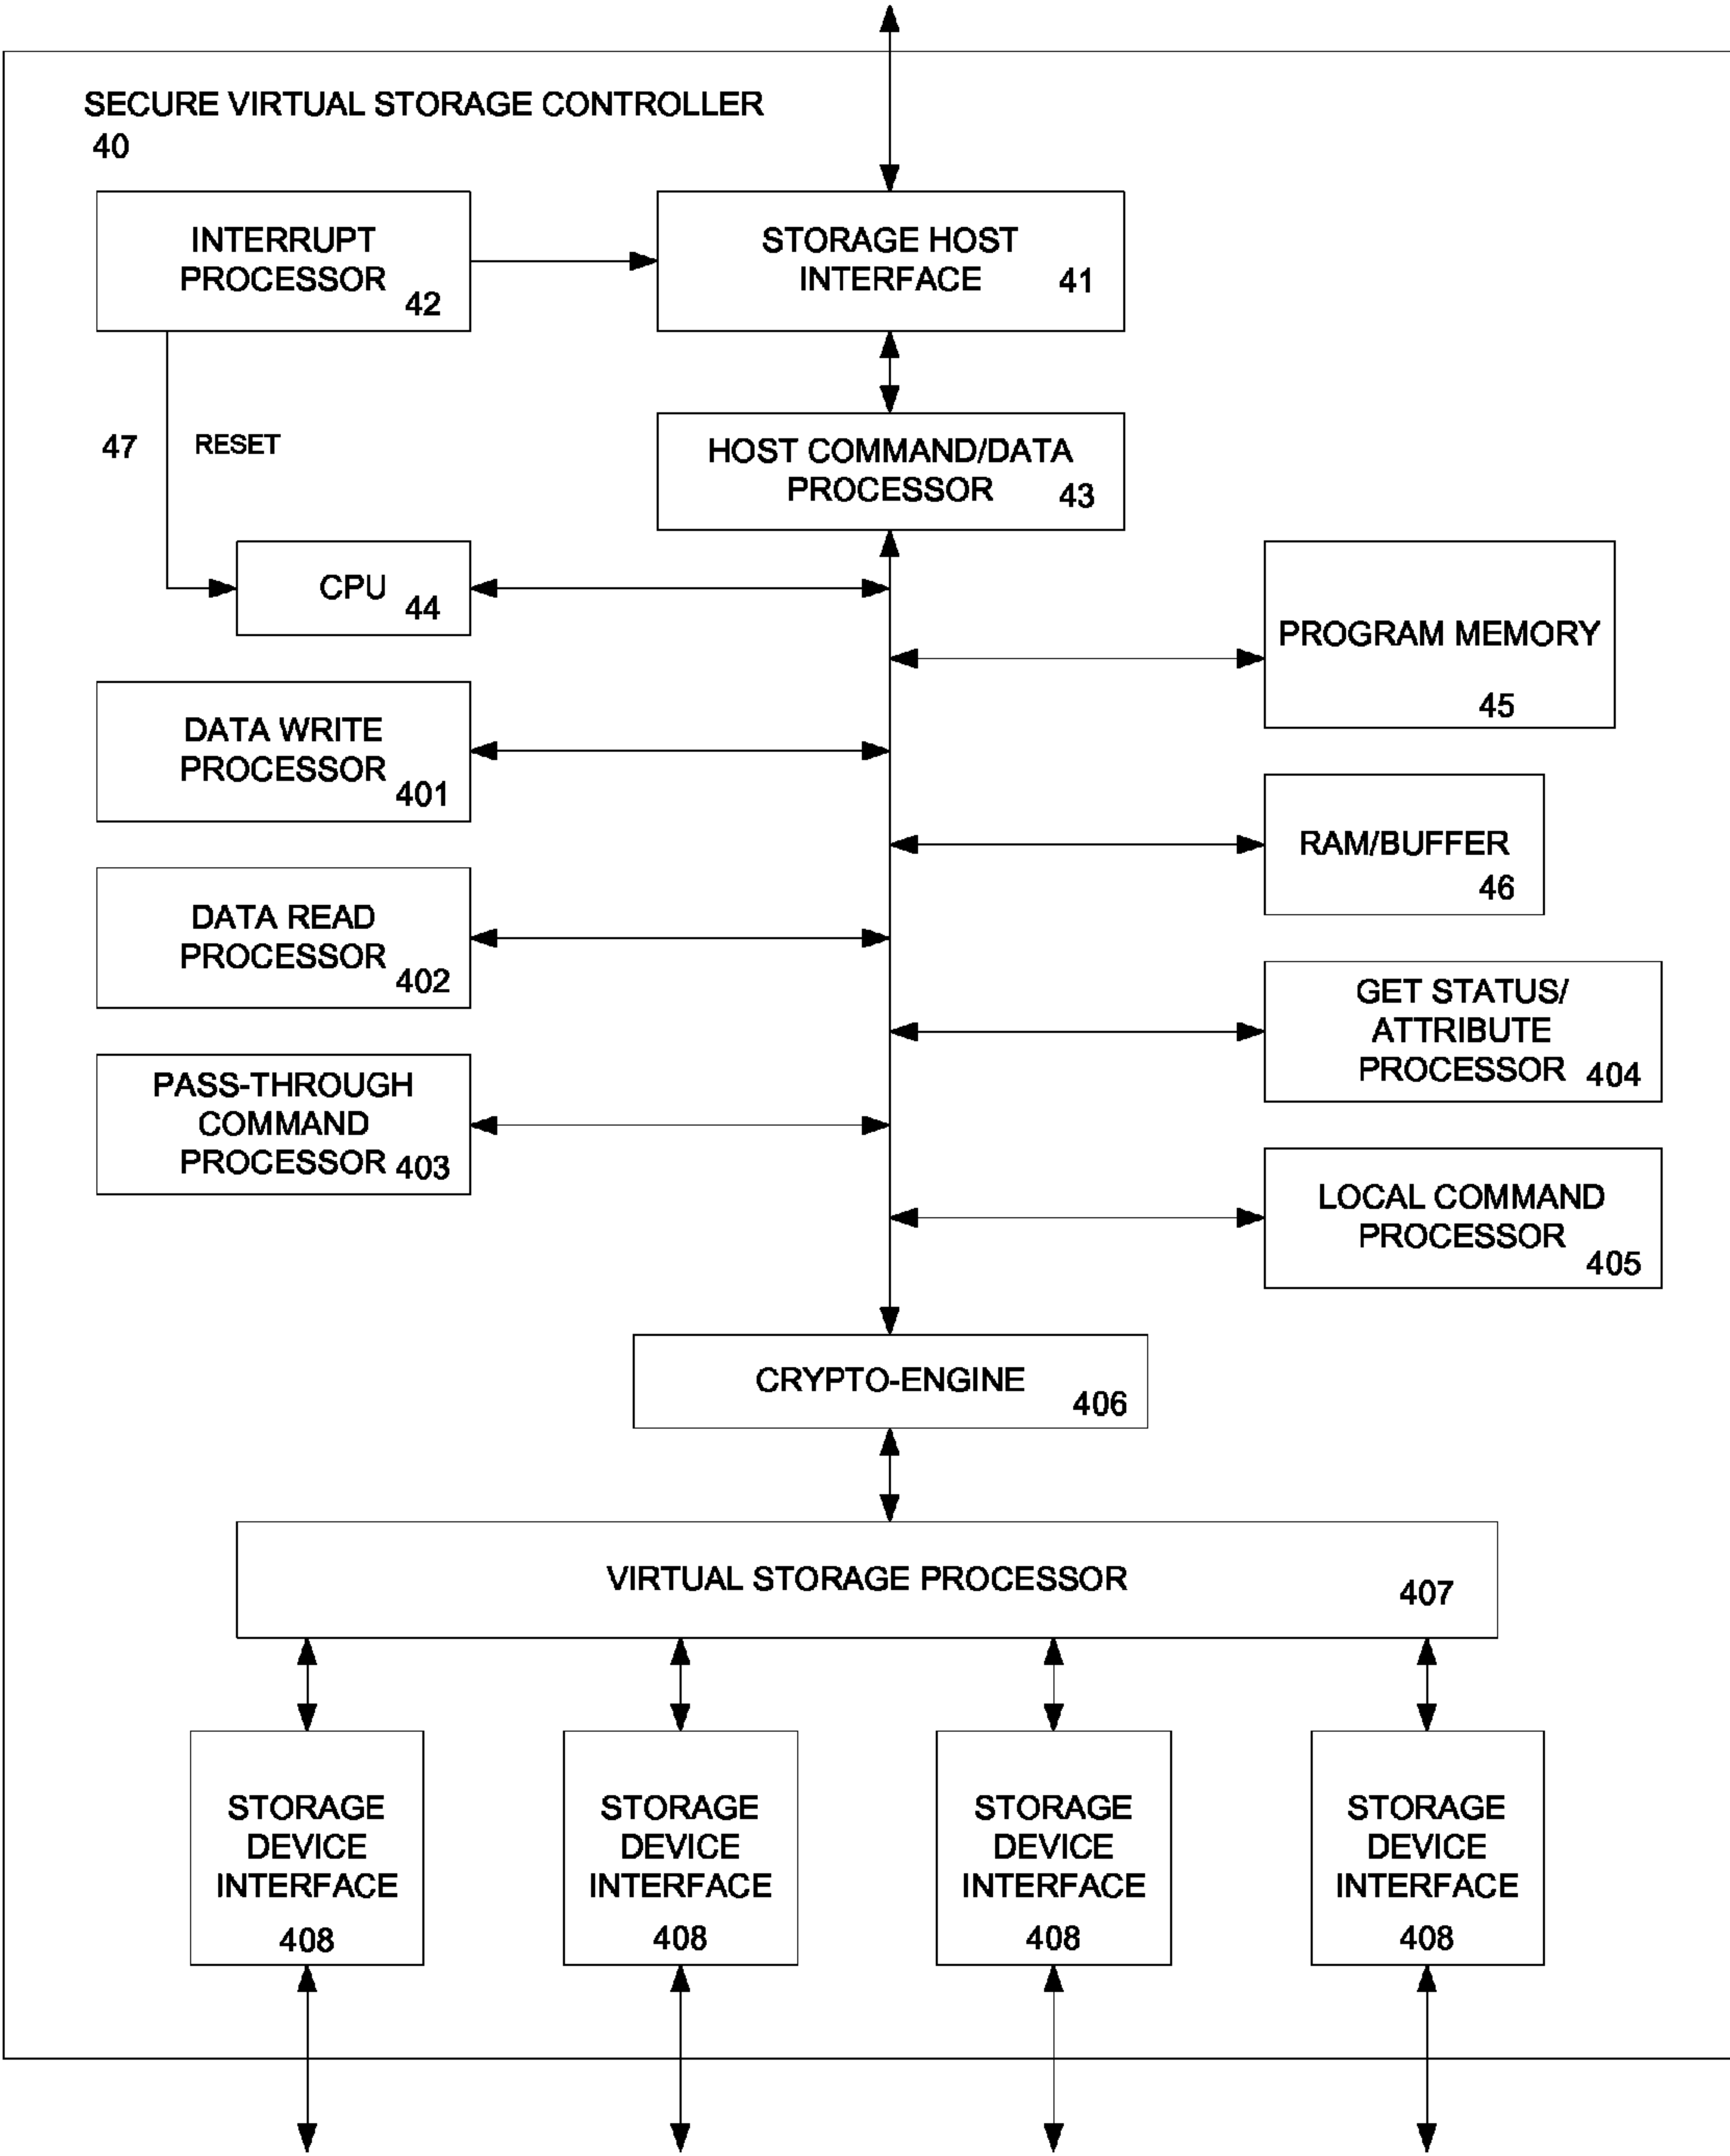 SECURE VIRTUAL STORAGE CONTROLLER
40
INTERRUPT
PROCESSOR
42
STORAGE HOST
INTERFACE
41
47
RESET
HOST COMMAND/DATA
PROCESSOR
43
CPU
44
PROGRAM MEMORY
45
DATA WRITE
PROCESSOR
401
RAM/BUFFER
46
DATA READ
PROCESSOR
402
GET STATUS/
ATTRIBUTE
PROCESSOR 404
PASS-THROUGH
COMMAND
PROCESSOR 403
LOCAL COMMAND
PROCESSOR
405
CRYPTO-ENGINE
406
VIRTUAL STORAGE PROCESSOR
407
STORAGE
DEVICE
INTERFACE
408
STORAGE
DEVICE
INTERFACE
408
STORAGE
DEVICE
INTERFACE
408
STORAGE
DEVICE
INTERFACE
408